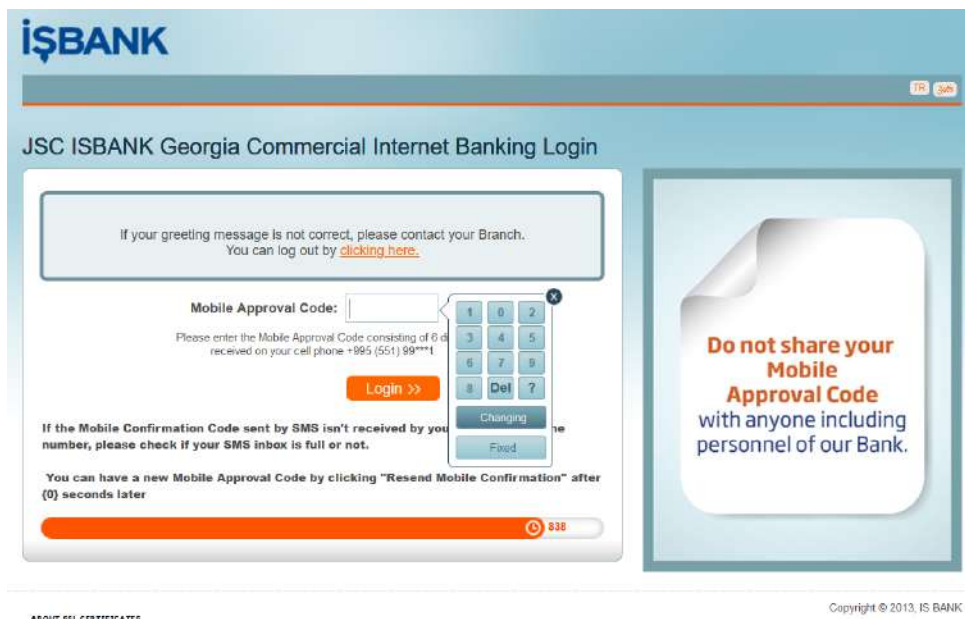 İŞBANK
TR ქარ
JSC ISBANK Georgia Commercial Internet Banking Login
If your greeting message is not correct, please contact your Branch.
You can log out by clicking here.
Mobile Approval Code:
Please enter the Mobile Approval Code consisting of 6 di
received on your cell phone +995 (551) 99***1
X
1 0 2
3 4 5
6 7 9
8 Del ?
Changing
Fixed
Login >>
If the Mobile Confirmation Code sent by SMS isn't received by you ne
number, please check if your SMS inbox is full or not.
You can have a new Mobile Approval Code by clicking "Resend Mobile Confirmation" after
{0} seconds later
838
Do not share your
Mobile
Approval Code
with anyone including
personnel of our Bank.
Copyright © 2013, IS BANK
ABOUT SSL CERTIFICATES